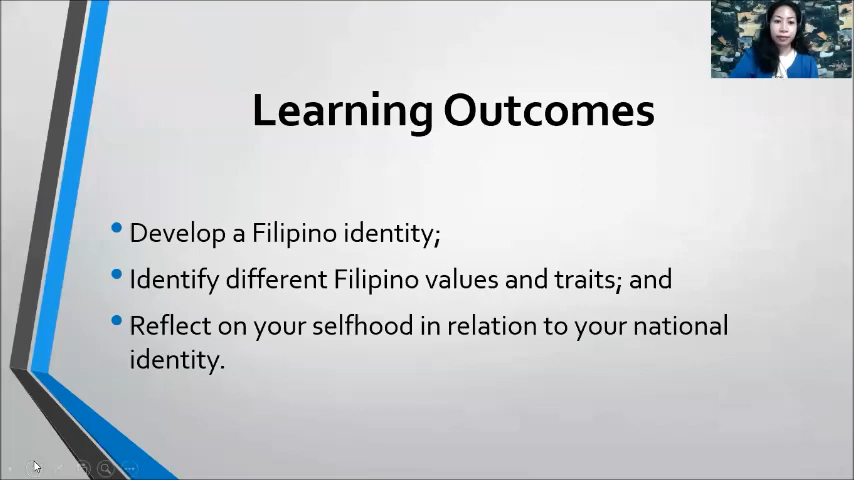 Learning Outcomes
• Develop a Filipino identity;
• Identify different Filipino values and traits; and
• Reflect on your selfhood in relation to your national
identity.